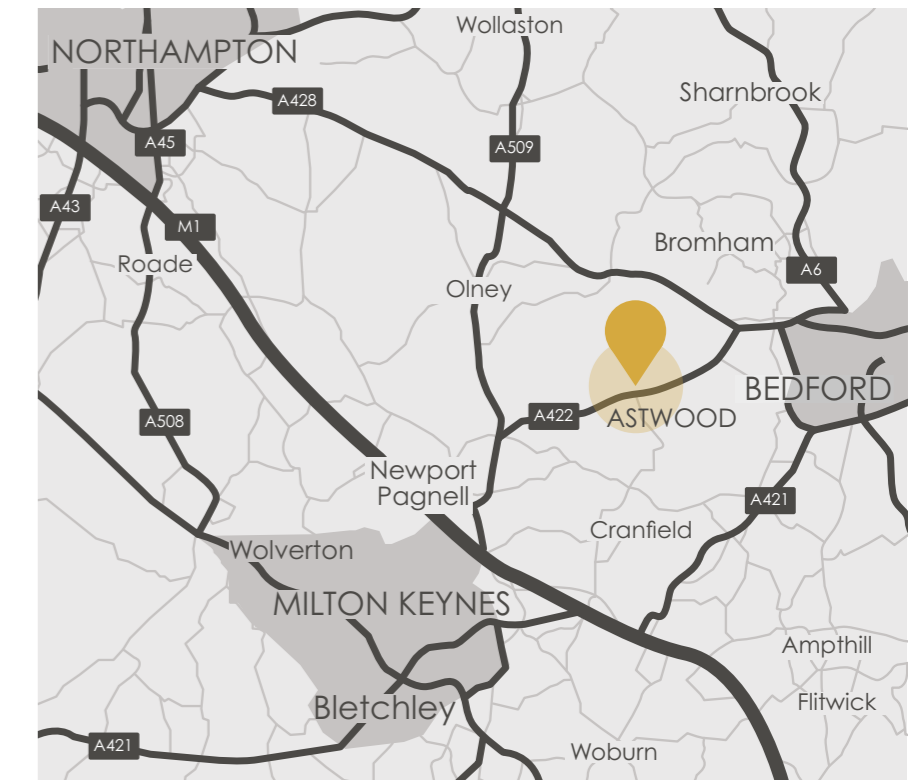 Wollaston
NORTHAMPTON
Sharnbrook
A428
A45
A509
A43
M1
Bromham
Roade
A6
Olney
BEDFORD
A422
ASTWOOD
A508
Newport
Pagnell
A421
Cranfield
Wolverton
MILTON KEYNES
Ampthill
Flitwick
Bletchley
A421
Woburn